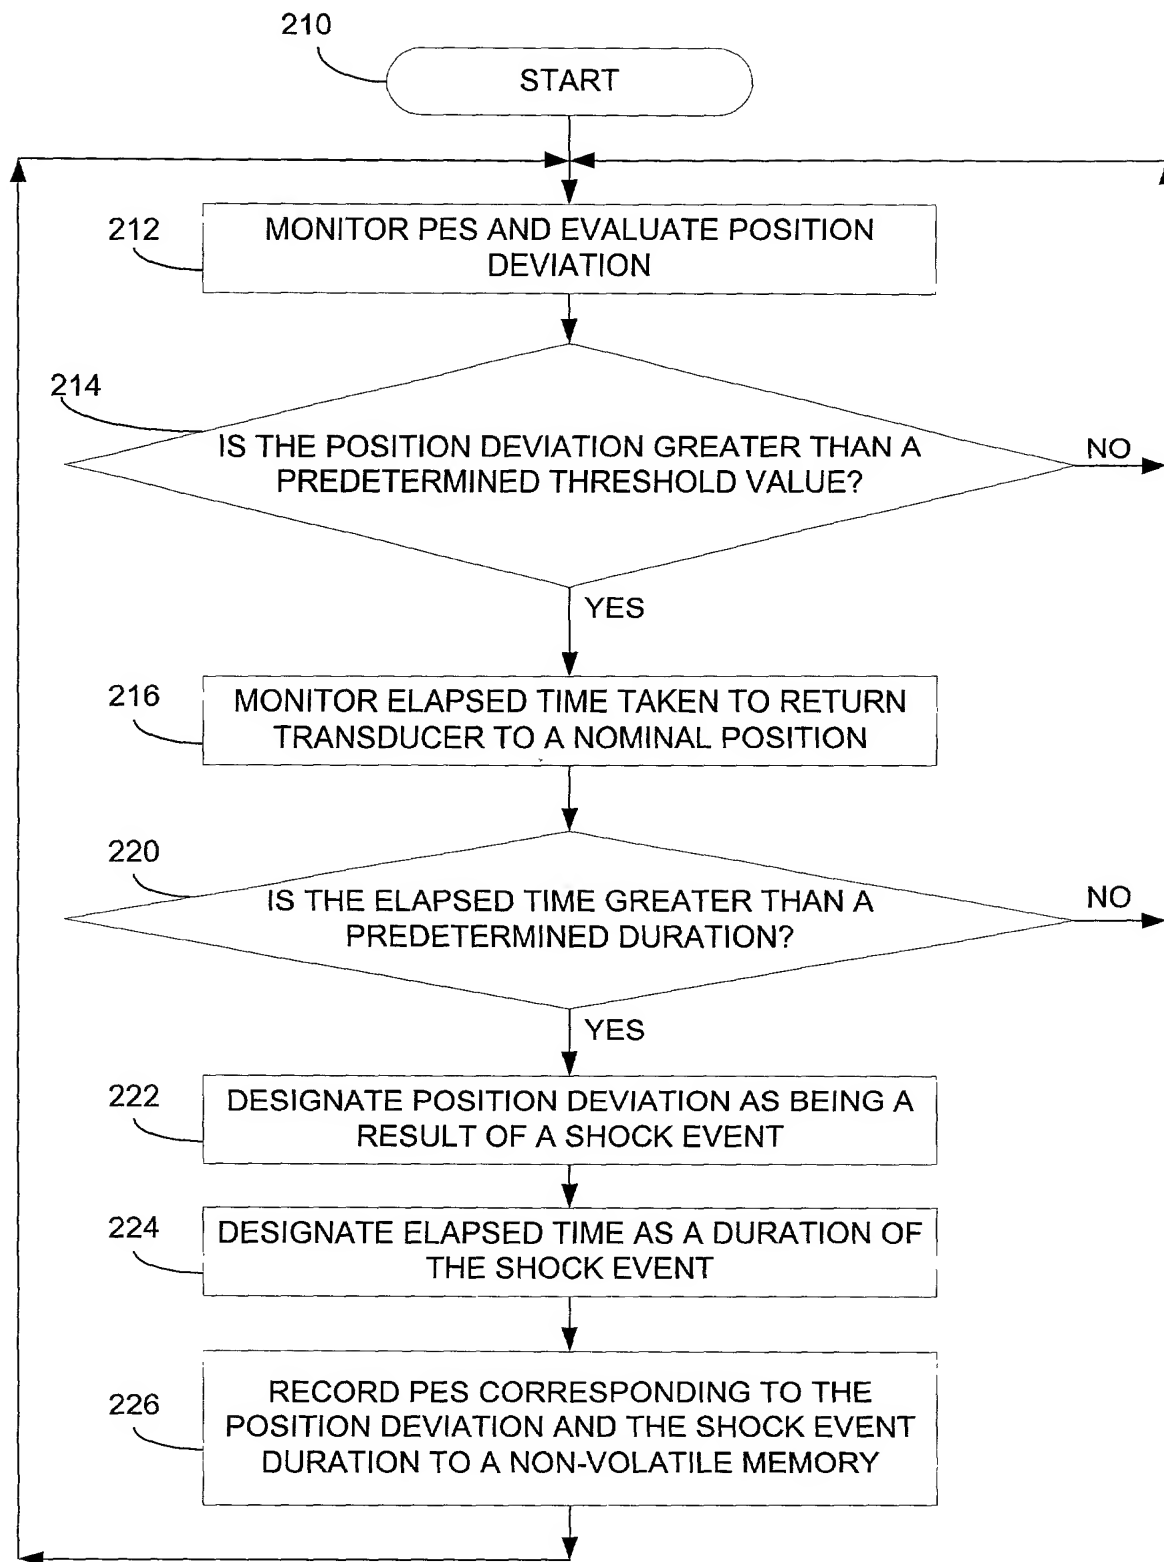 210
START
212
MONITOR PES AND EVALUATE POSITION
DEVIATION
214
IS THE POSITION DEVIATION GREATER THAN A
PREDETERMINED THRESHOLD VALUE?
NO
YES
216
MONITOR ELAPSED TIME TAKEN TO RETURN
TRANSDUCER TO A NOMINAL POSITION
220
IS THE ELAPSED TIME GREATER THAN A
PREDETERMINED DURATION?
NO
YES
222
DESIGNATE POSITION DEVIATION AS BEING A
RESULT OF A SHOCK EVENT
224
DESIGNATE ELAPSED TIME AS A DURATION OF
THE SHOCK EVENT
226
RECORD PES CORRESPONDING TO THE
POSITION DEVIATION AND THE SHOCK EVENT
DURATION TO A NON-VOLATILE MEMORY